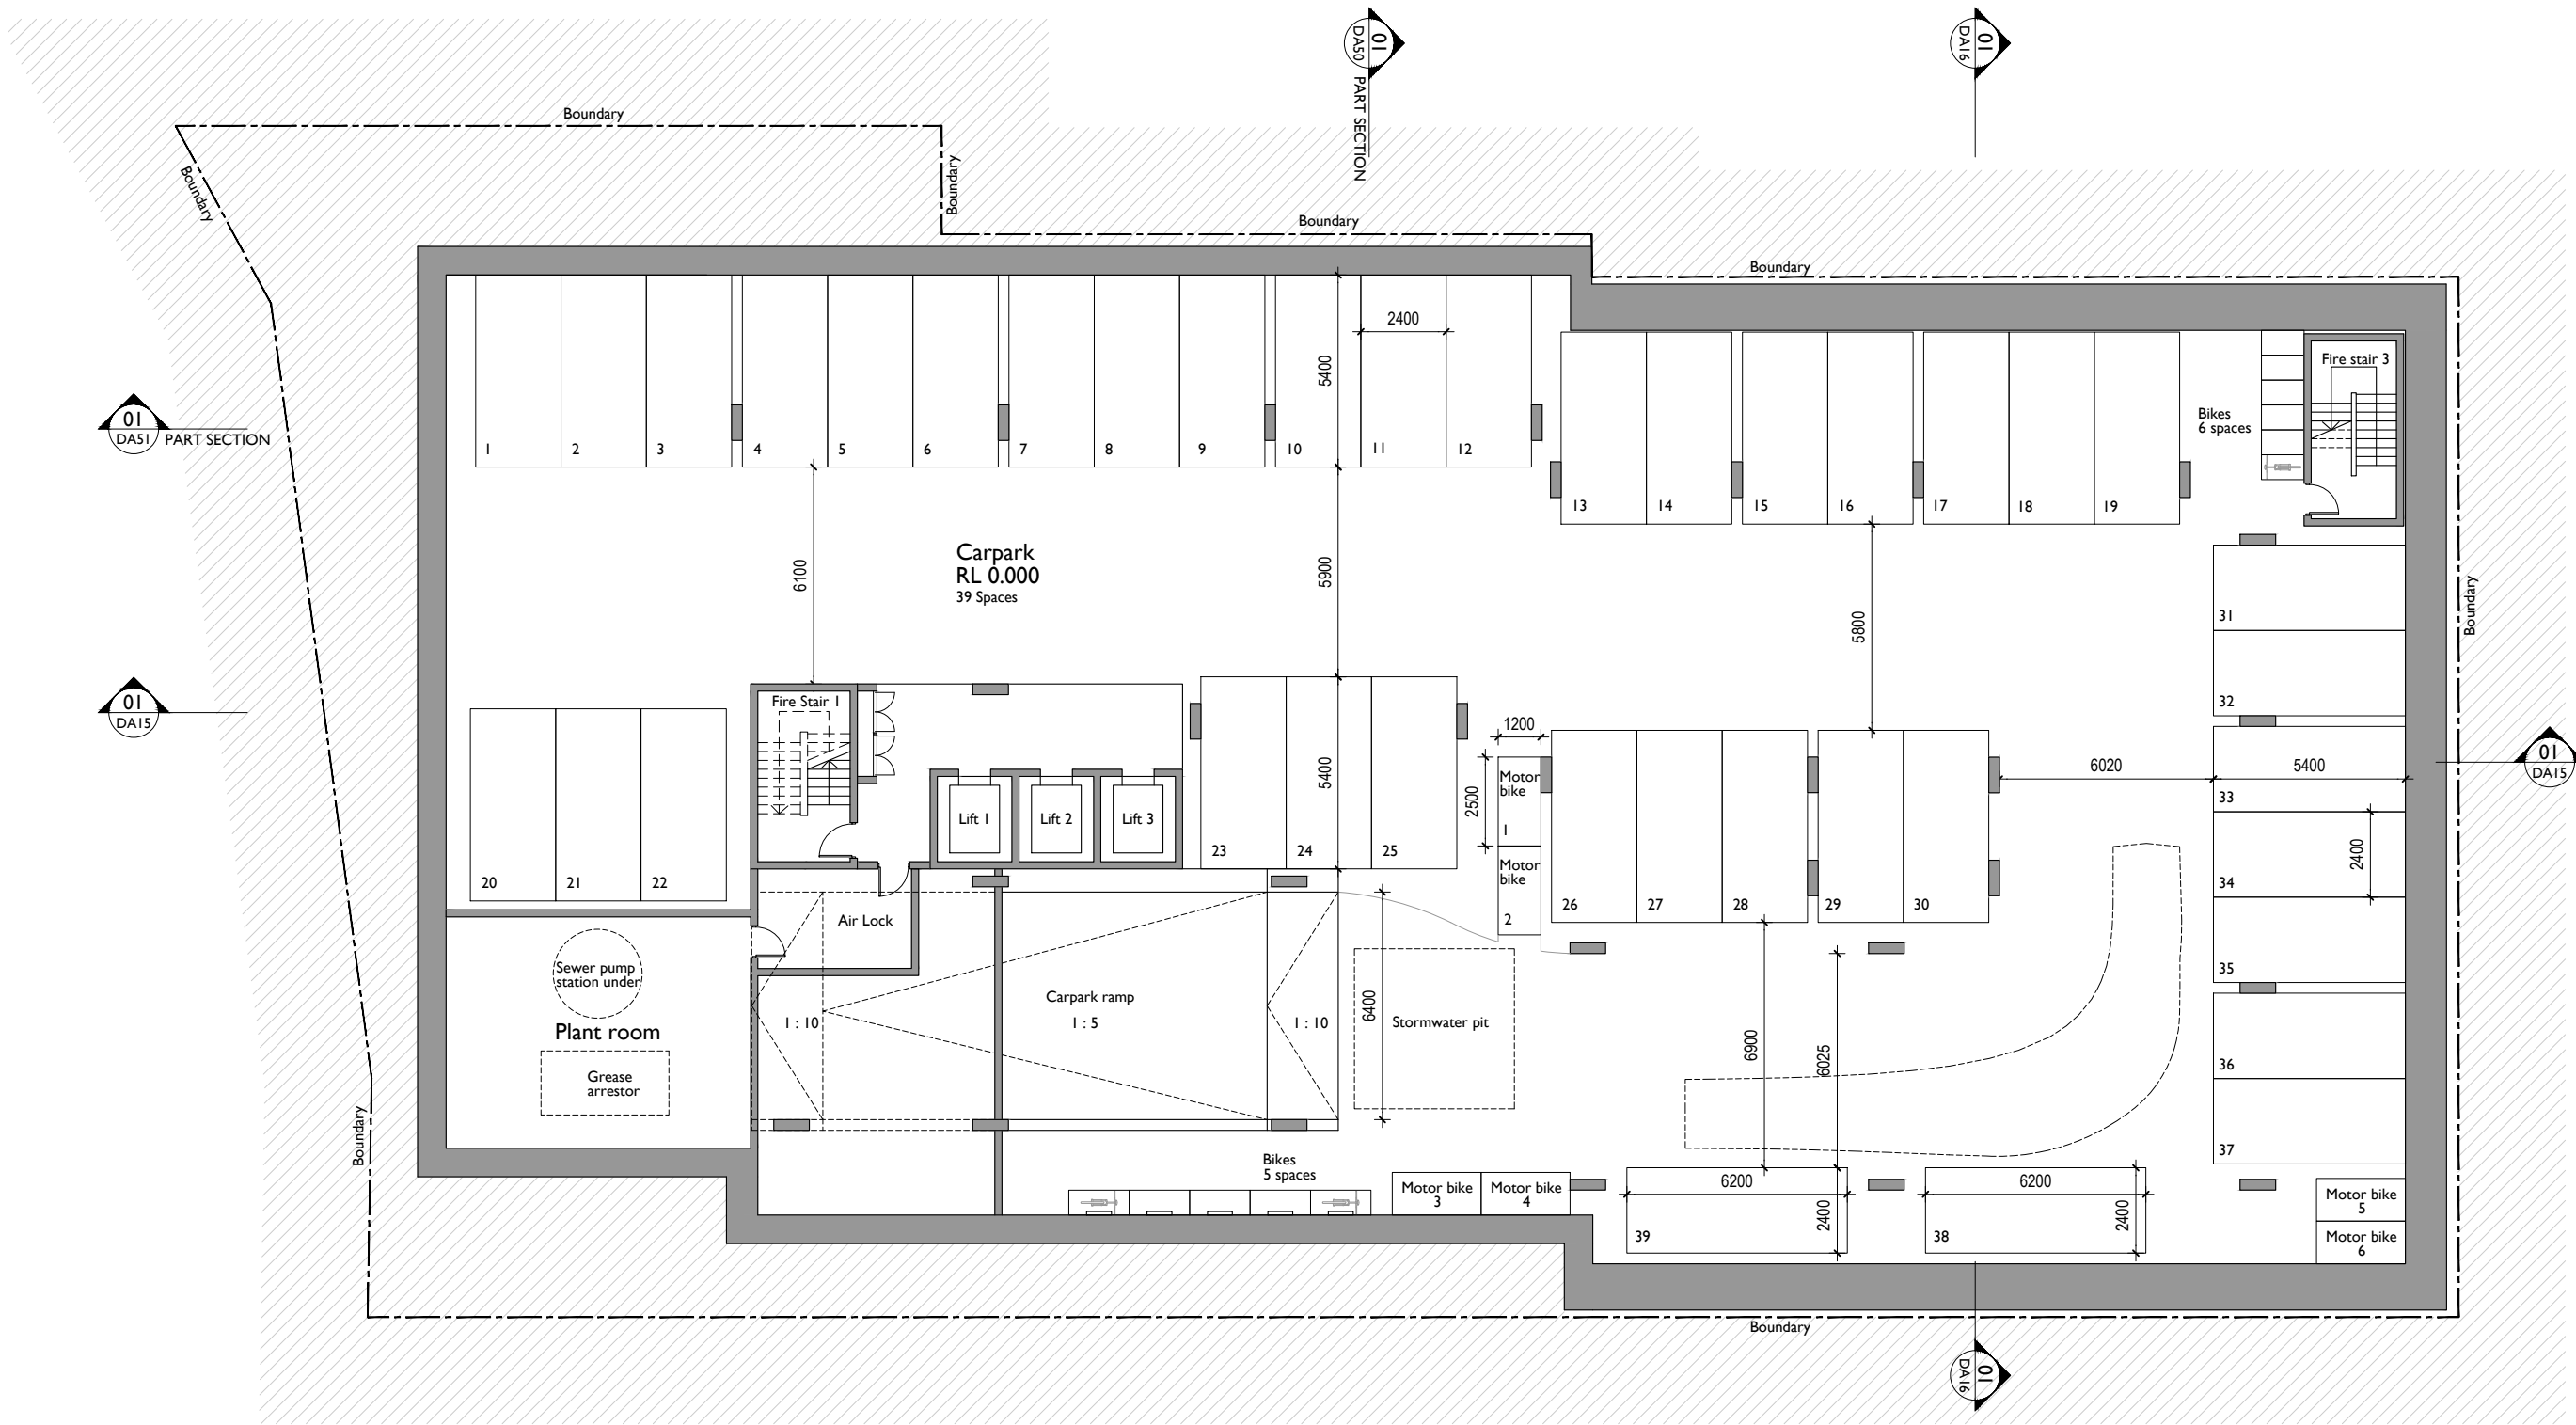 01
DA50
PART SECTION
01
DA16
Boundary
Boundary
Boundary
Boundary
Boundary
2400
5400
Fire stair 3
Bikes
6 spaces
01
DA51
PART SECTION
1
2
3
4
5
6
7
8
9
10
11
12
13
14
15
16
17
18
19
Carpark
RL 0.000
39 Spaces
6100
5900
5800
Boundary
31
32
33
34
35
36
37
01
DA15
Fire Stair 1
Lift 1
Lift 2
Lift 3
5400
1200
2500
Motor
bike
1
Motor
bike
2
6020
5400
2400
01
DA15
20
21
22
23
24
25
26
27
28
29
30
Air Lock
Sewer pump
station under
Plant room
Grease
arrestor
1 : 10
Carpark ramp
1 : 5
1 : 10
6400
Stormwater pit
6900
6025
Boundary
Bikes
5 spaces
Motor bike
3
Motor bike
4
6200
2400
39
6200
2400
38
Motor bike
5
Motor bike
6
Boundary
01
DA16